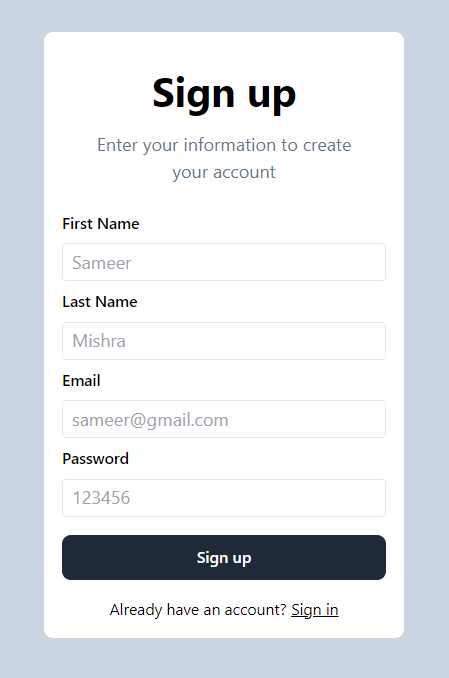 Sign up
Enter your information to create
your account
First Name
Sameer
Last Name
Mishra
Email
sameer@gmail.com
Password
123456
Sign up
Already have an account? Sign in